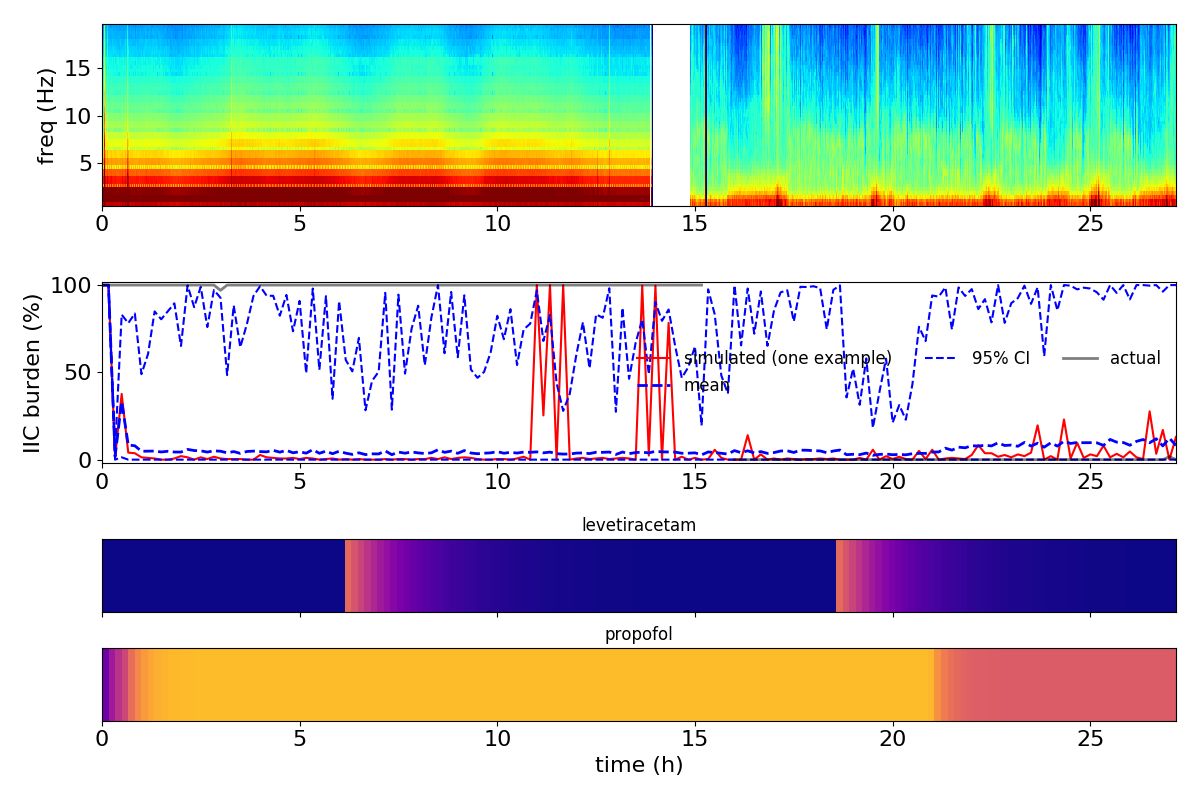 15
10
5
freq (Hz)
0 5 10 15 20 25
100
50
0
IIC burden (%)
simulated (one example) 95% CI actual
mean
0 5 10 15 20 25
levetiracetam
propofol
0 5 10 15 20 25
time (h)